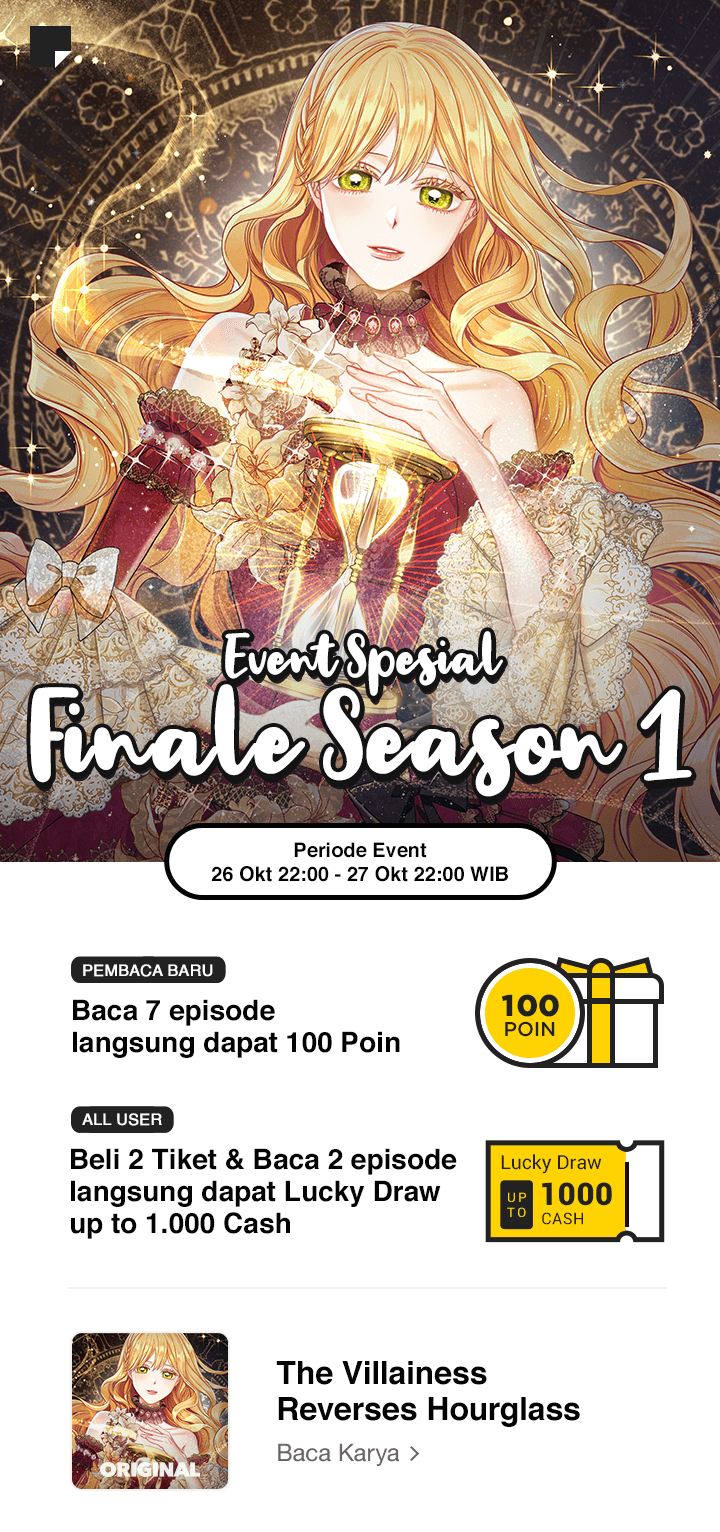 Event Spesial
Finale Season 1
Periode Event
26 Okt 22:00 - 27 Okt 22:00 WIB
PEMBACA BARU
Baca 7 episode
langsung dapat 100 Poin
100
POIN
ALL USER
Beli 2 Tiket & Baca 2 episode
langsung dapat Lucky Draw
up to 1.000 Cash
Lucky Draw
UP
TO
1000
CASH
ORIGINAL
The Villainess
Reverses Hourglass
Baca Karya >